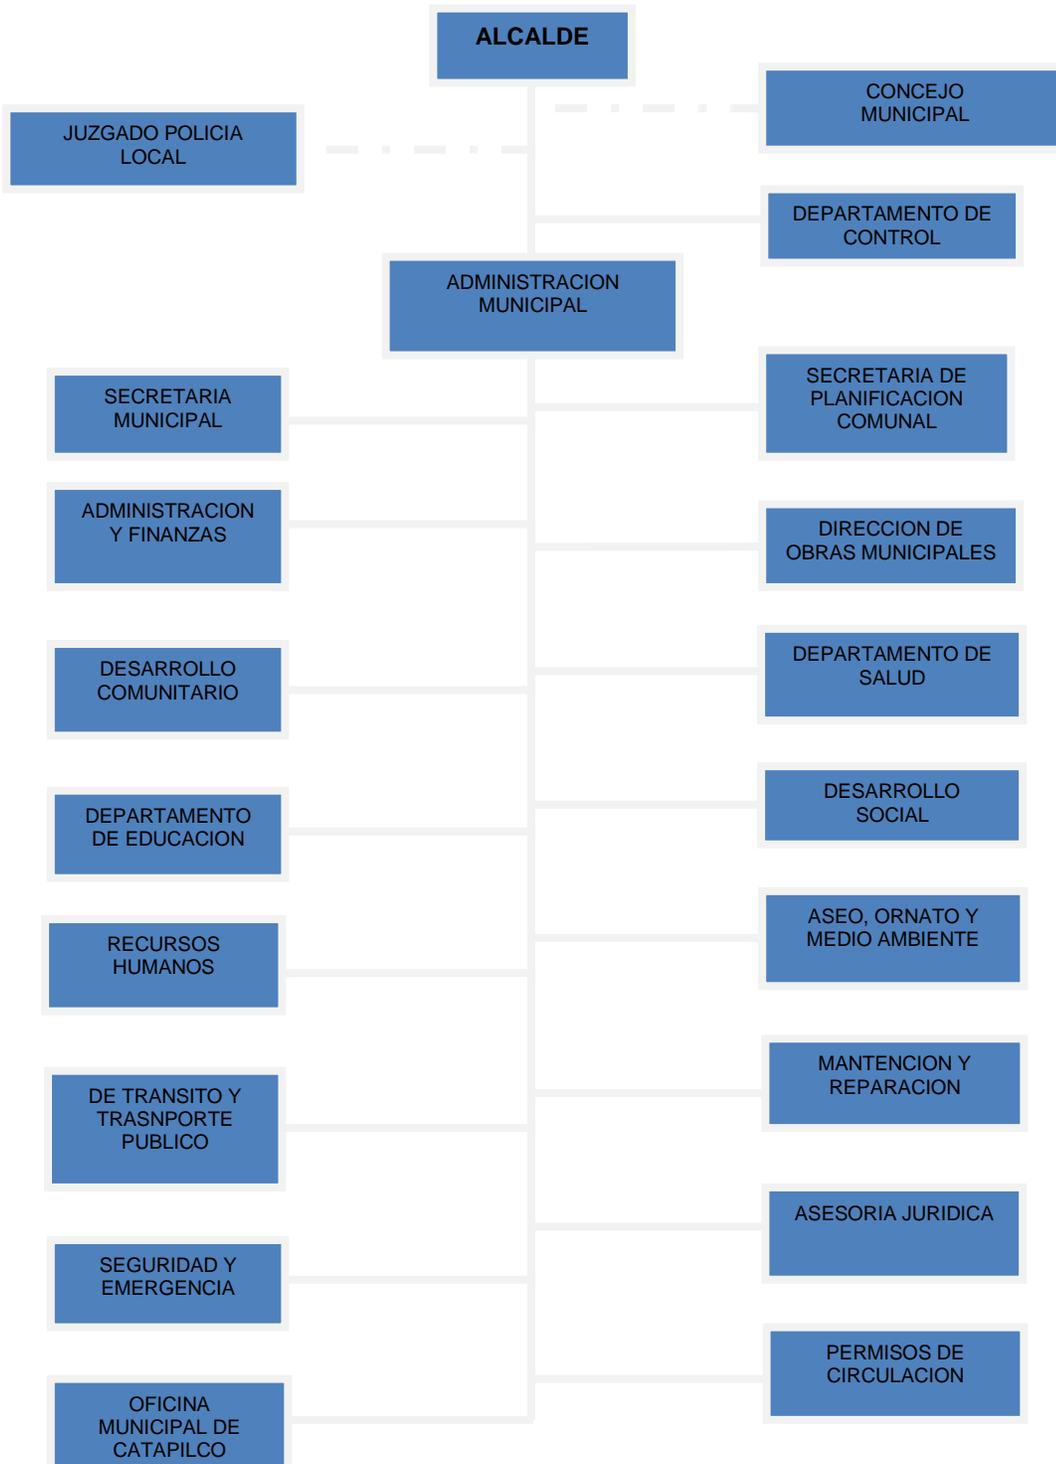 ALCALDE
CONCEJO
MUNICIPAL
JUZGADO POLICIA
LOCAL
DEPARTAMENTO DE
CONTROL
ADMINISTRACION
MUNICIPAL
SECRETARIA
MUNICIPAL
SECRETARIA DE
PLANIFICACION
COMUNAL
ADMINISTRACION
Y FINANZAS
DIRECCION DE
OBRAS MUNICIPALES
DESARROLLO
COMUNITARIO
DEPARTAMENTO DE
SALUD
DEPARTAMENTO
DE EDUCACION
DESARROLLO
SOCIAL
RECURSOS
HUMANOS
ASEO, ORNATO Y
MEDIO AMBIENTE
DE TRANSITO Y
TRASNPORTE
PUBLICO
MANTENCION Y
REPARACION
SEGURIDAD Y
EMERGENCIA
ASESORIA JURIDICA
OFICINA
MUNICIPAL DE
CATAPILCO
PERMISOS DE
CIRCULACION